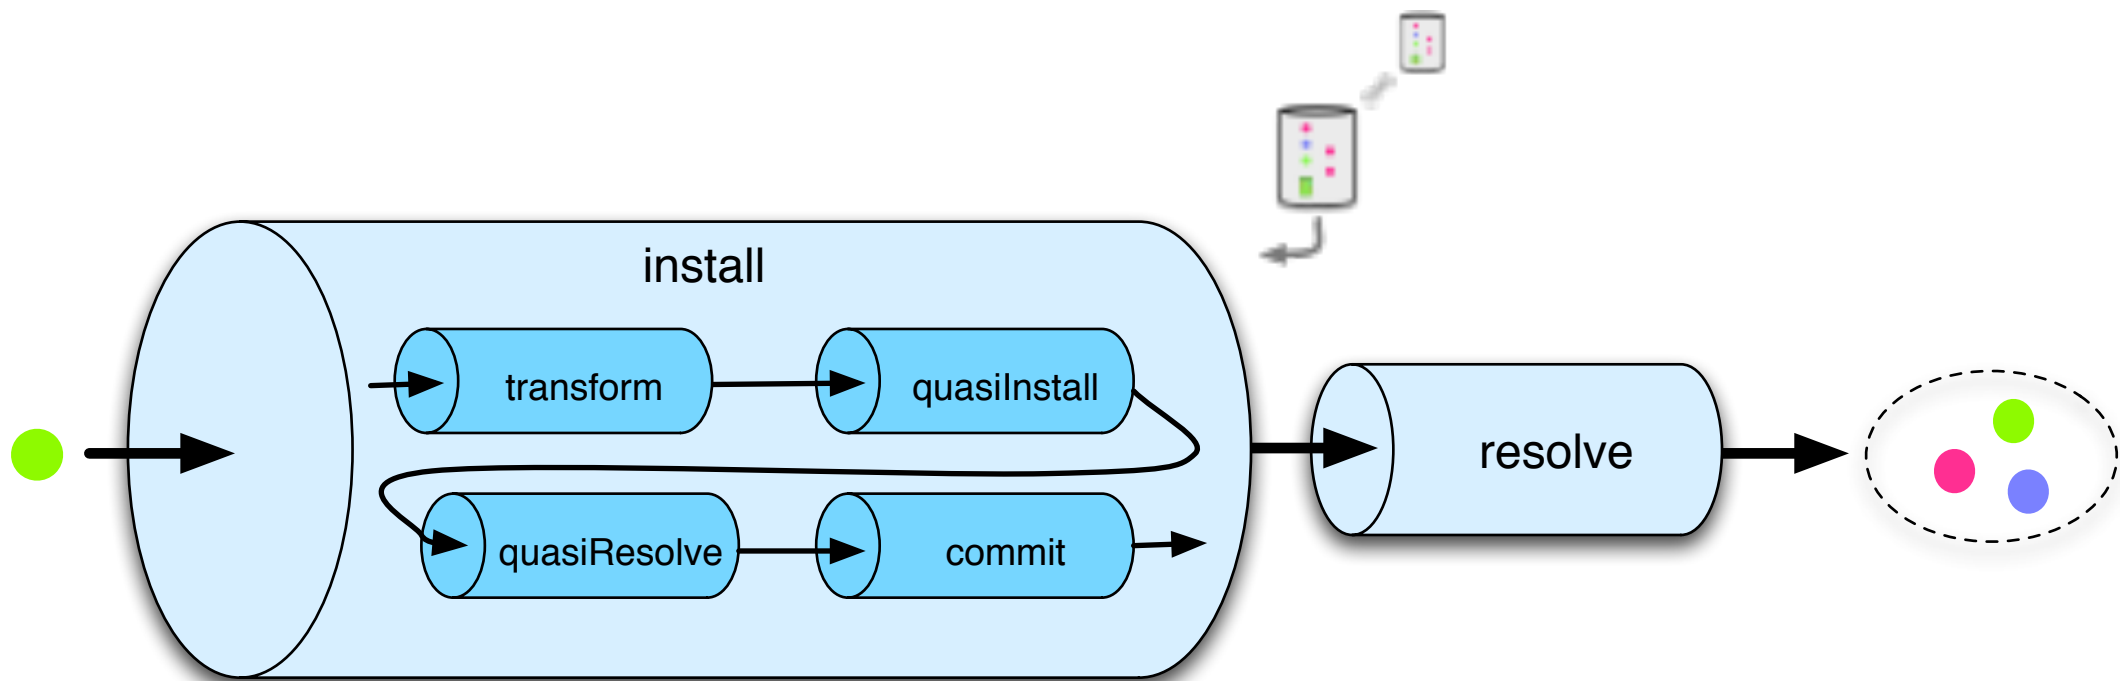 install
transform
quasiInstall
quasiResolve
commit
resolve